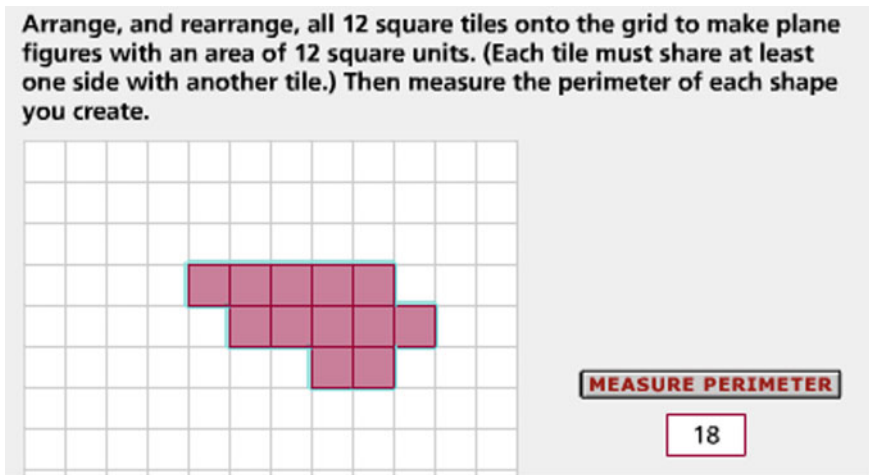 Arrange, and rearrange, all 12 square tiles onto the grid to make plane
figures with an area of 12 square units. (Each tile must share at least
one side with another tile.) Then measure the perimeter of each shape
you create.
MEASURE PERIMETER
18